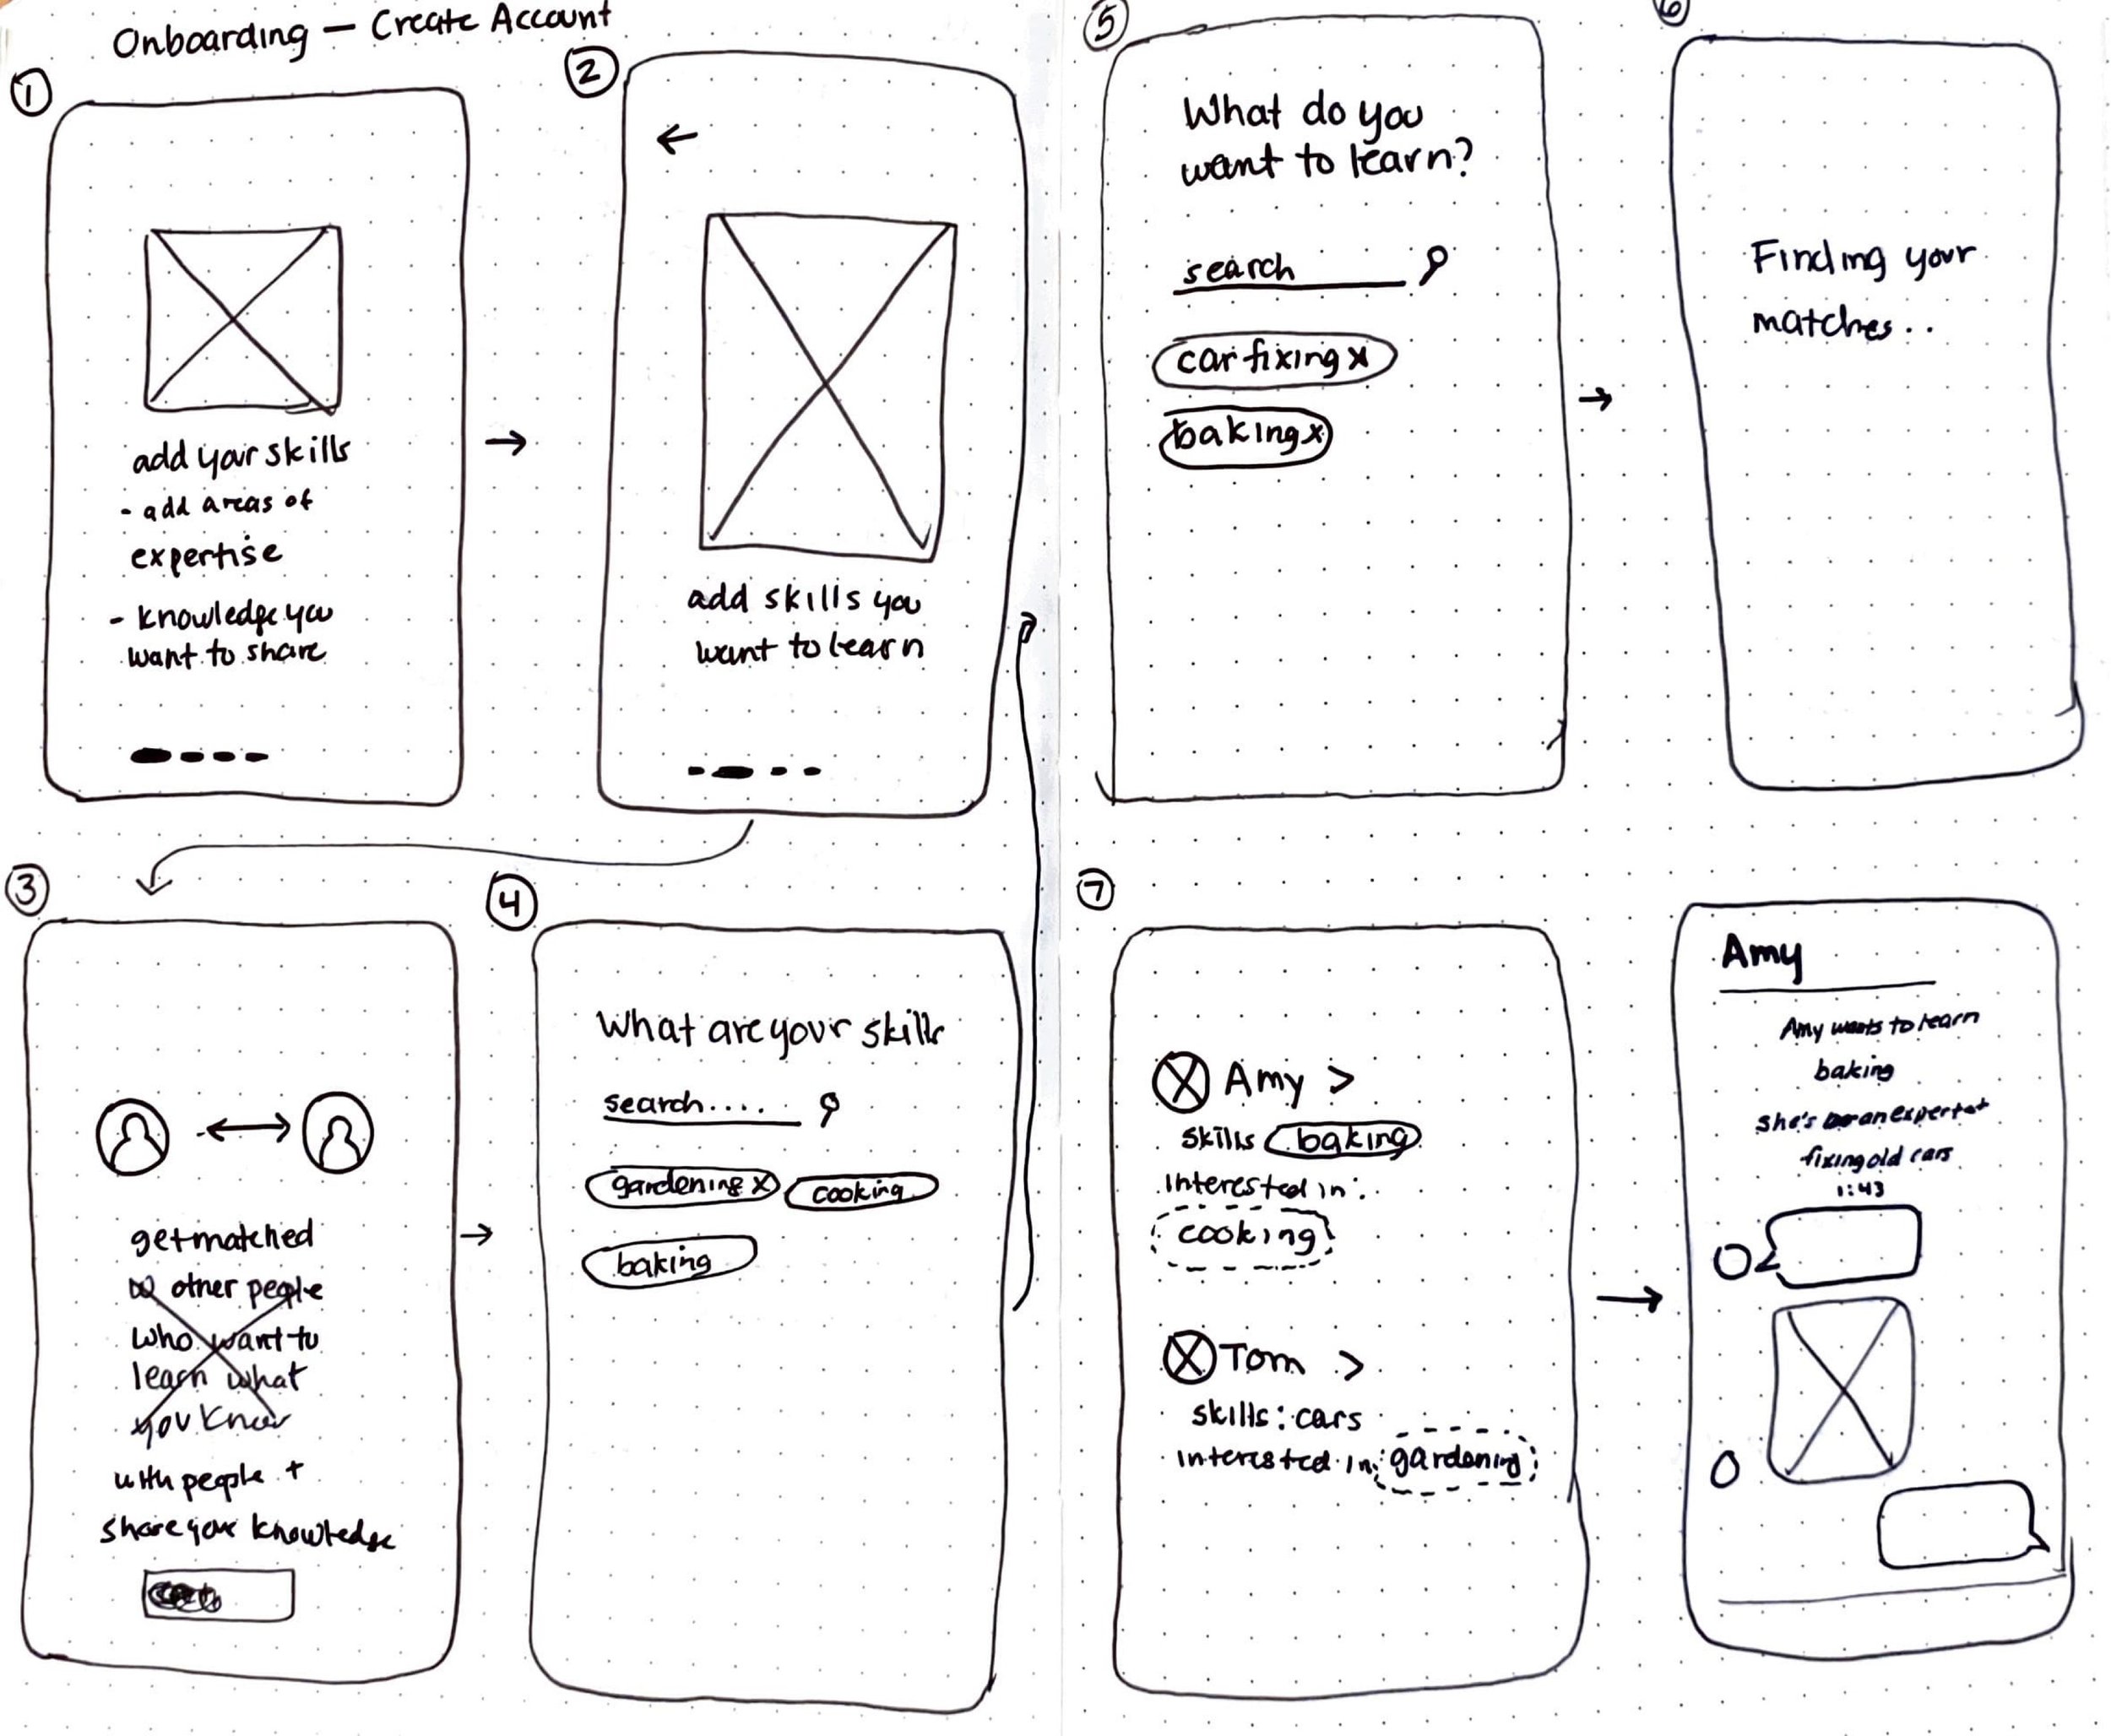 Onboarding — Create Account
1
add your skills
- add areas of
expertise
- knowledge you
want to share
2
←
add skills you
want to learn
3
get matched
other people
who want to
learn what
you know
with people +
share your knowledge
4
What are your skills
search....
gardening x cooking
baking
5
What do you
want to learn?
search
car fixing x
baking x
6
Finding your
matches..
7
Amy >
skills baking
interested in:
cooking
Tom >
skills: cars
interested in: gardening
Amy
Amy wants to learn
baking
she's an expert at
fixing old cars
1:43